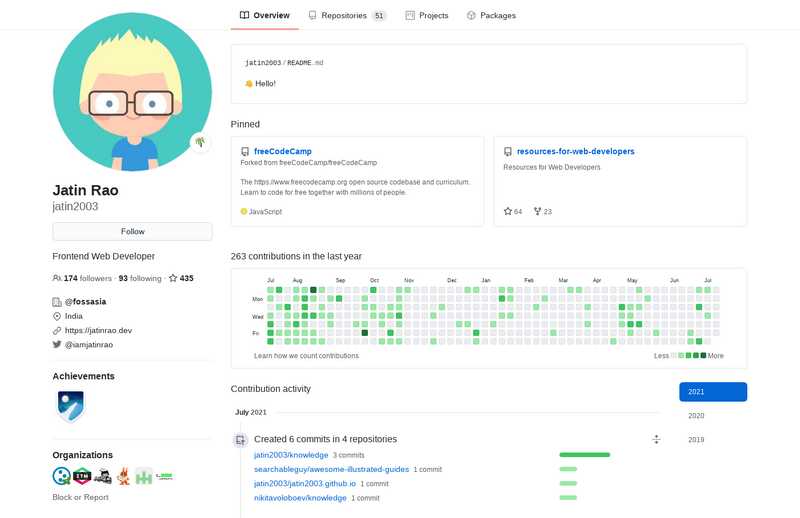 Overview Repositories 51 Projects Packages
jatin2003 / README.md
👋 Hello!
Jatin Rao
jatin2003
Follow
Frontend Web Developer
174 followers · 93 following · 435
@fossasia
India
https://jatinrao.dev
@iamjatinrao
Achievements
Organizations
Block or Report
Pinned
freeCodeCamp
Forked from freeCodeCamp/freeCodeCamp
The https://www.freecodecamp.org open source codebase and curriculum.
Learn to code for free together with millions of people.
JavaScript
resources-for-web-developers
Resources for Web Developers
64 23
263 contributions in the last year
Jul Aug Sep Oct Nov Dec Jan Feb Mar Apr May Jun Jul
Mon
Wed
Fri
Learn how we count contributions
Less More
Contribution activity
2021
2020
2019
July 2021
Created 6 commits in 4 repositories
jatin2003/knowledge 3 commits
searchableguy/awesome-illustrated-guides 1 commit
jatin2003/jatin2003.github.io 1 commit
nikitavoloboev/knowledge 1 commit